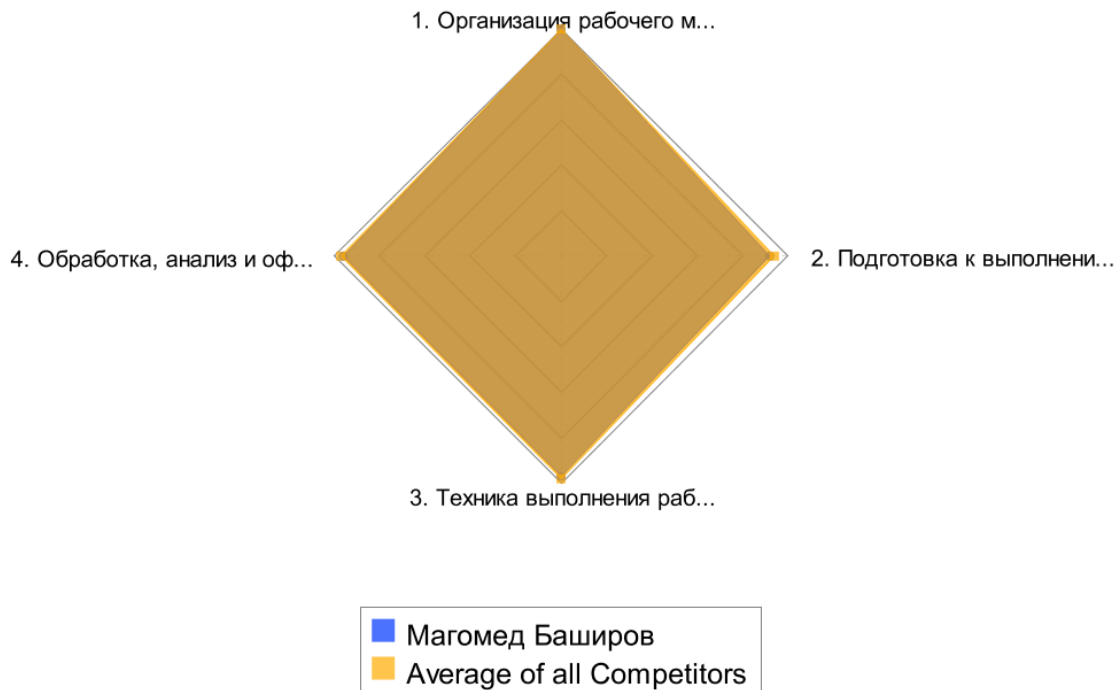 1. Организация рабочего м...
4. Обработка, анализ и оф...
2. Подготовка к выполнени...
3. Техника выполнения раб...
Магомед Баширов
Average of all Competitors